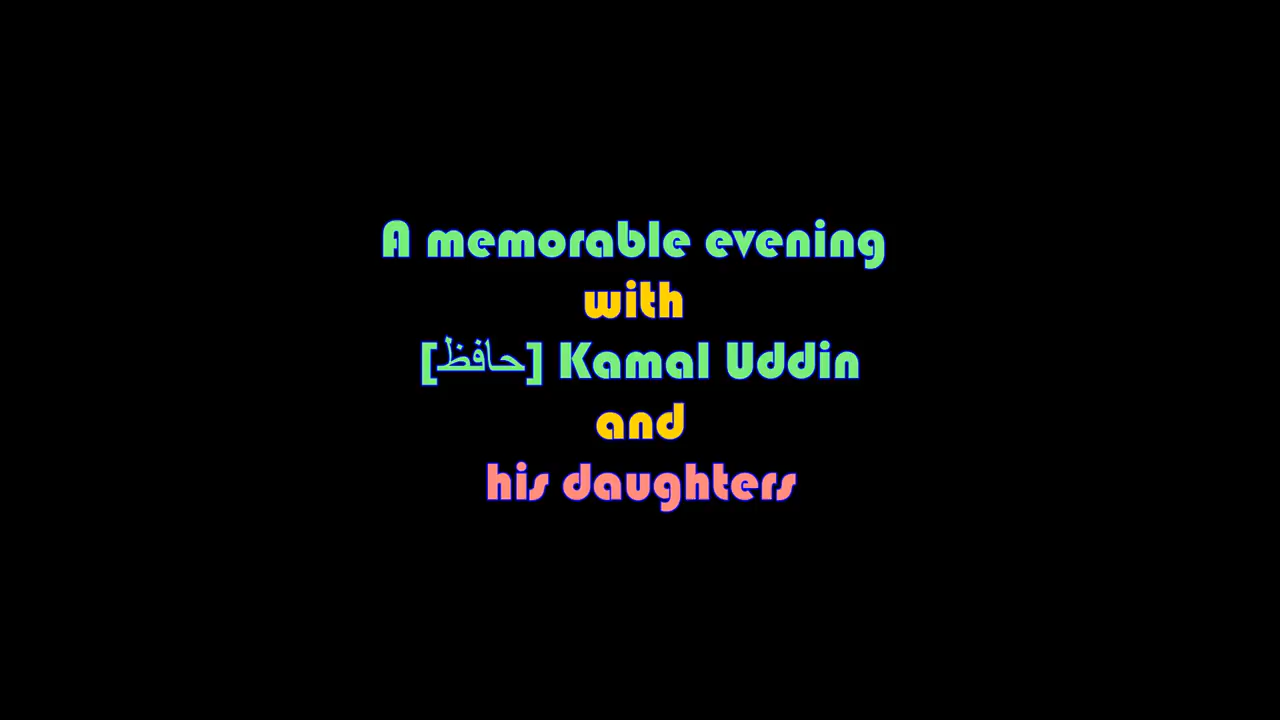 A memorable evening
with
[حافظ] Kamal Uddin
and
his daughters